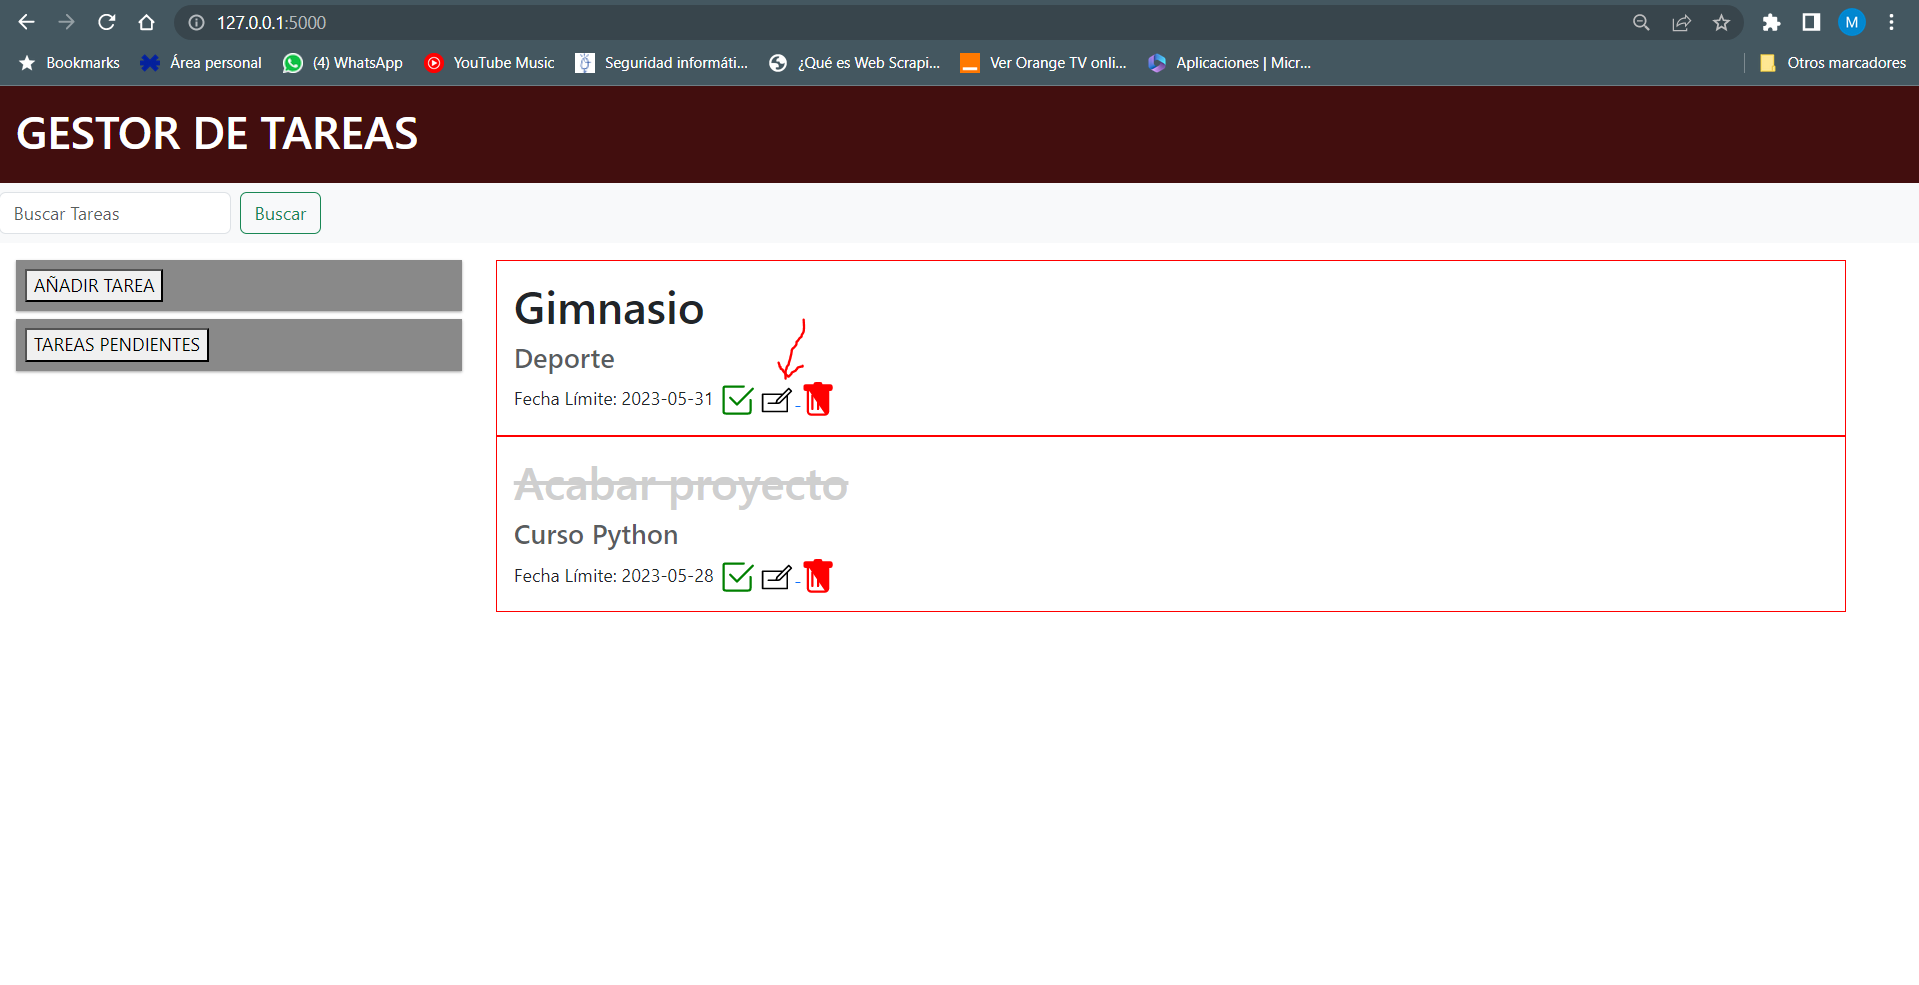 127.0.0.1:5000
M
Bookmarks Área personal (4) WhatsApp YouTube Music Seguridad informáti... ¿Qué es Web Scrapi... Ver Orange TV onli... Aplicaciones | Micr... Otros marcadores
GESTOR DE TAREAS
Buscar Tareas Buscar
AÑADIR TAREA
TAREAS PENDIENTES
Gimnasio
Deporte
Fecha Límite: 2023-05-31
Acabar proyecto
Curso Python
Fecha Límite: 2023-05-28